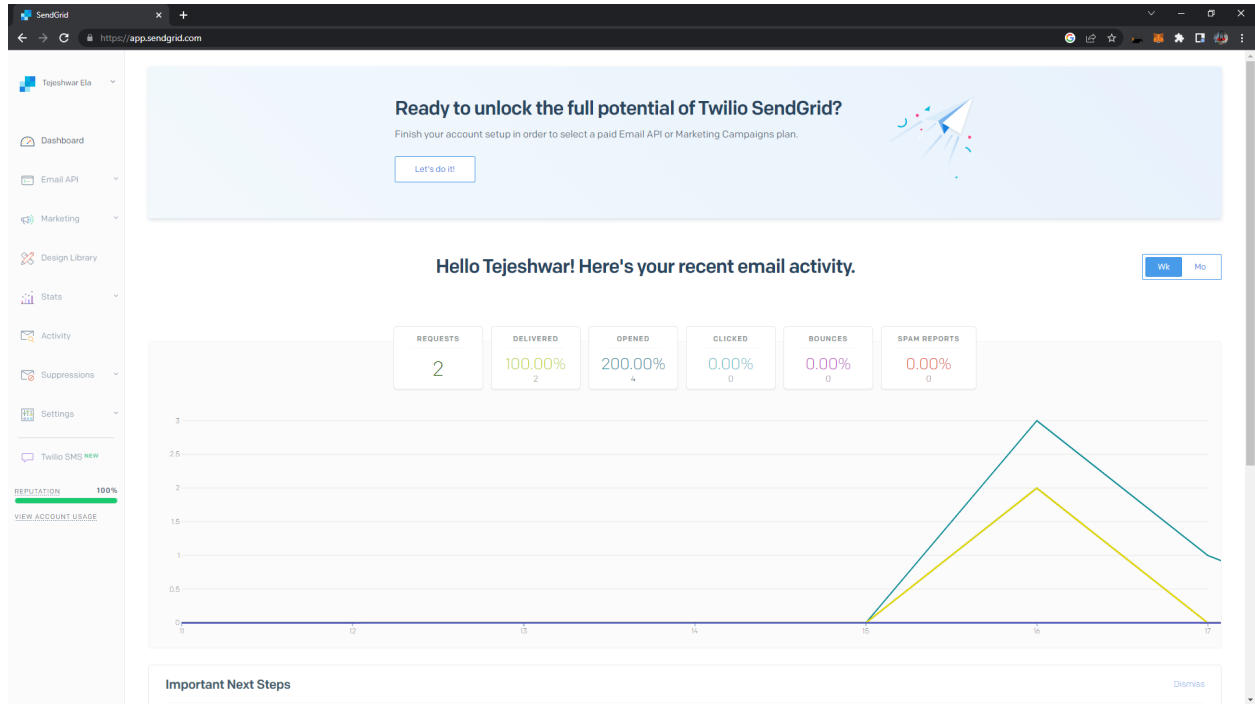 SendGrid
https://app.sendgrid.com
Tejeshwar Ela
Dashboard
Email API
Marketing
Design Library
Stats
Activity
Suppressions
Settings
Twilio SMS NEW
REPUTATION 100%
VIEW ACCOUNT USAGE
Ready to unlock the full potential of Twilio SendGrid?
Finish your account setup in order to select a paid Email API or Marketing Campaigns plan.
Let's do it!
Hello Tejeshwar! Here's your recent email activity.
Wk Mo
REQUESTS DELIVERED OPENED CLICKED BOUNCES SPAM REPORTS
2 100.00% 200.00% 0.00% 0.00% 0.00%
2 4 0 0 0
3
2.5
2
1.5
1
0.5
0
11 12 13 14 15 16 17
Important Next Steps Dismiss